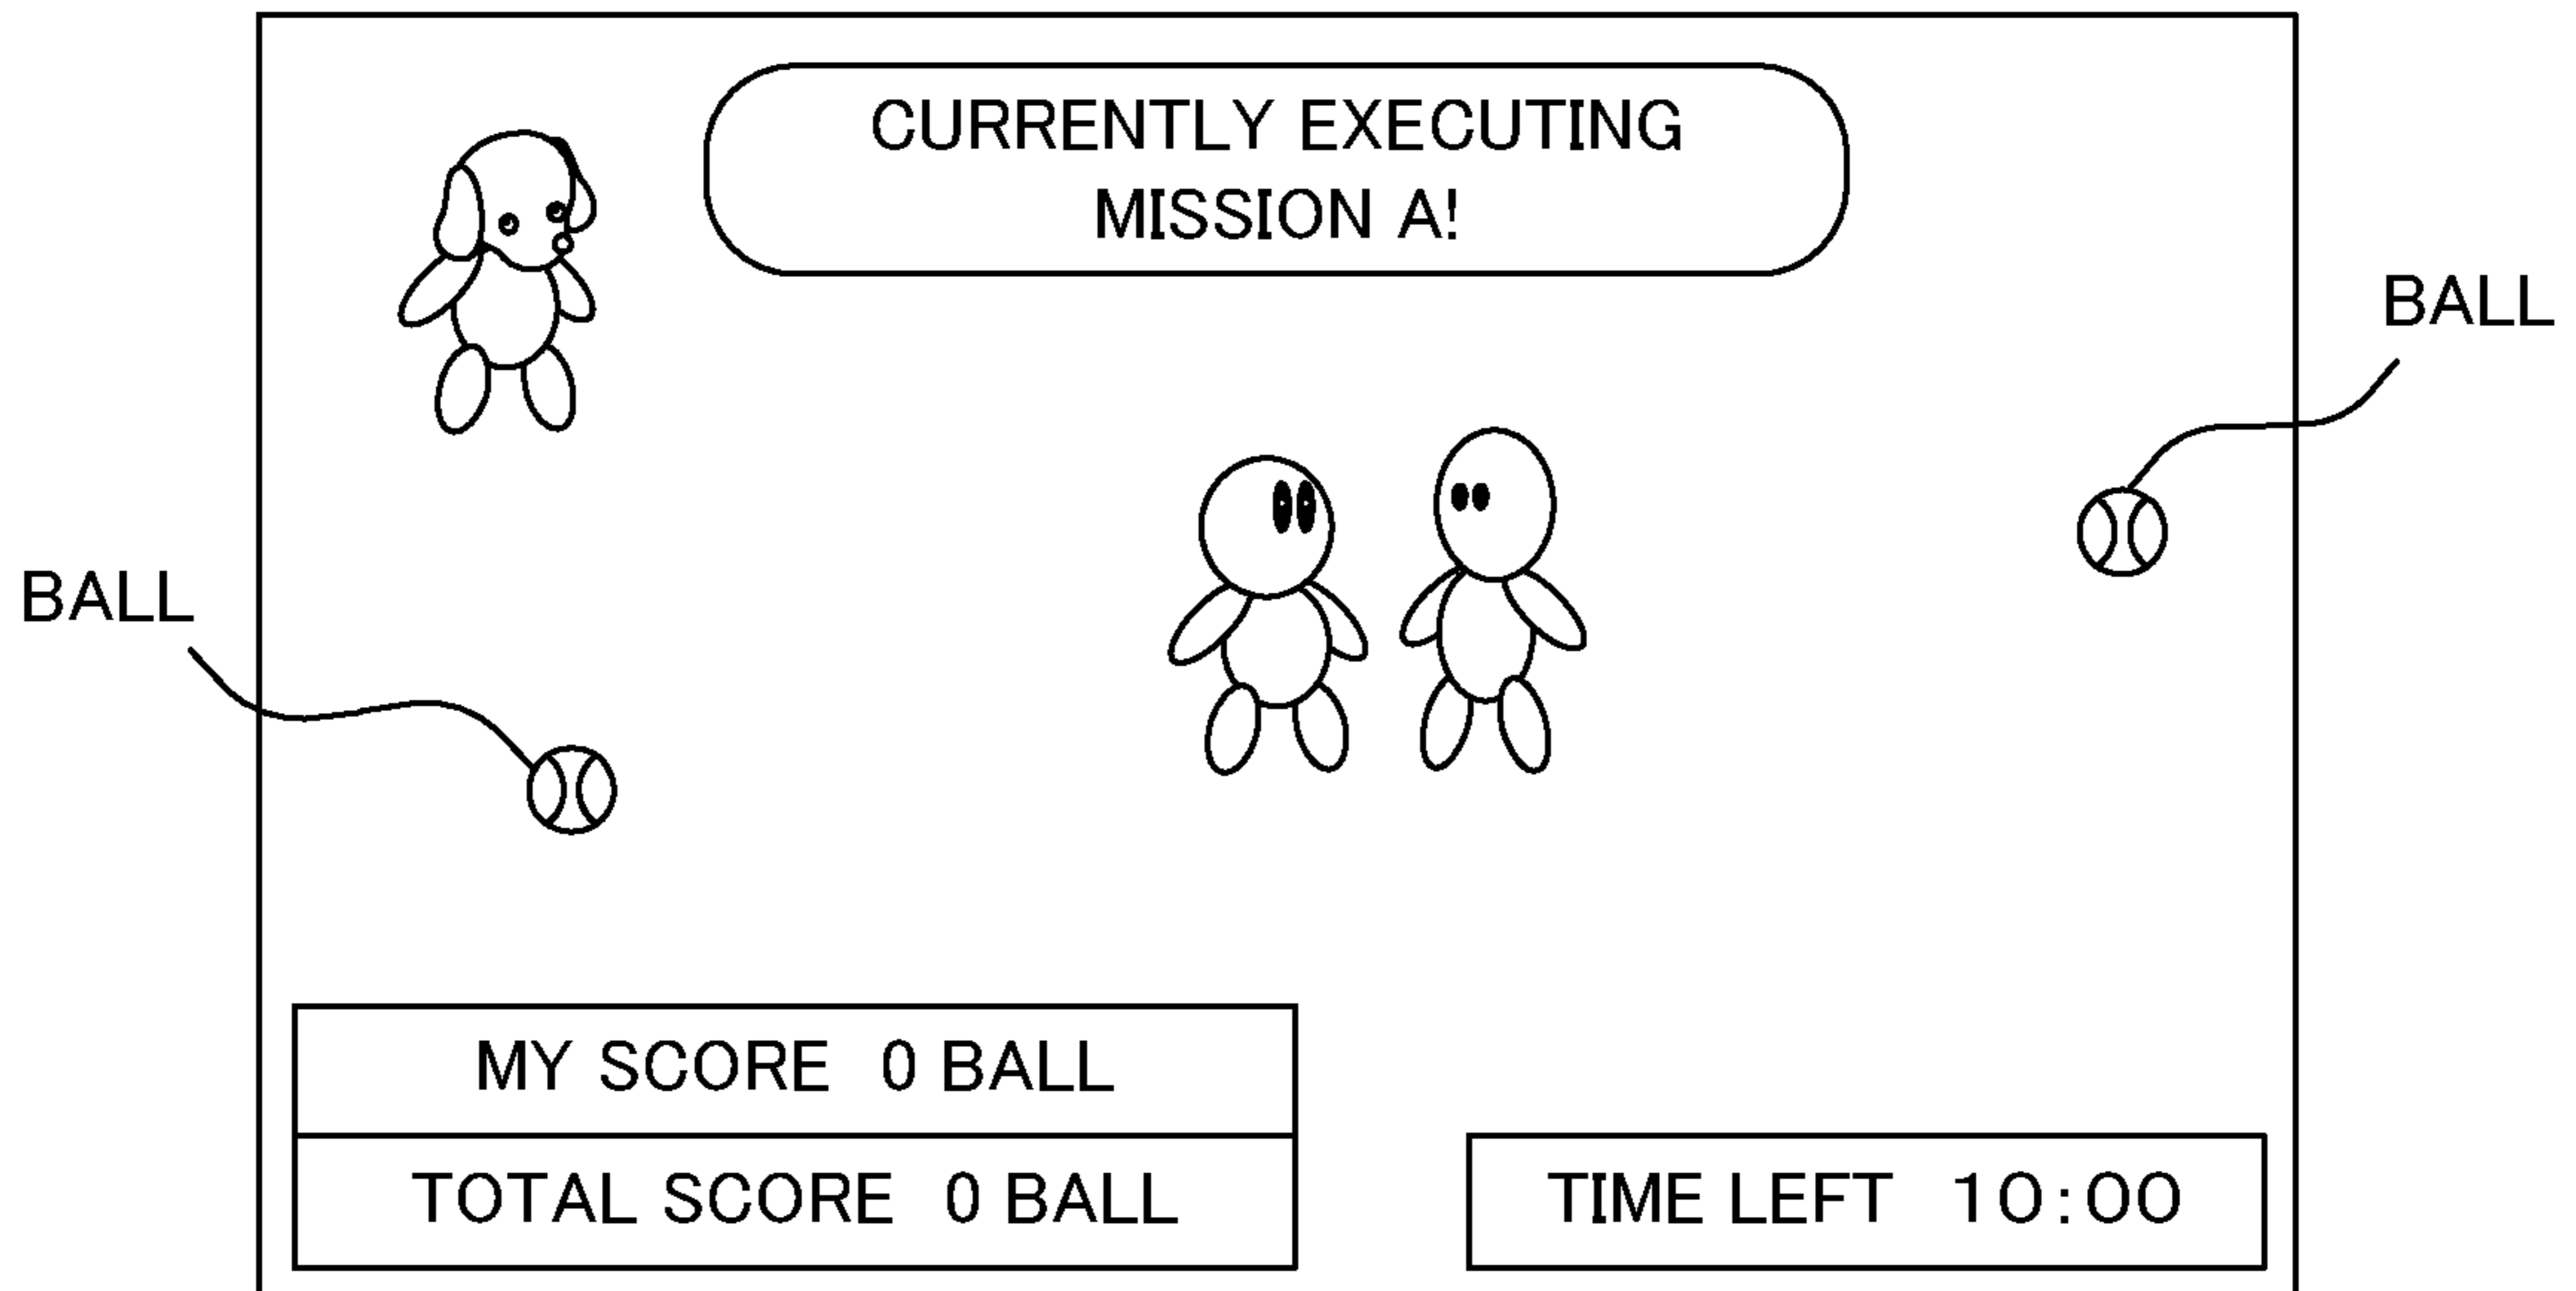 CURRENTLY EXECUTING
MISSION A!
BALL
BALL
MY SCORE 0 BALL
TOTAL SCORE 0 BALL
TIME LEFT 10:00